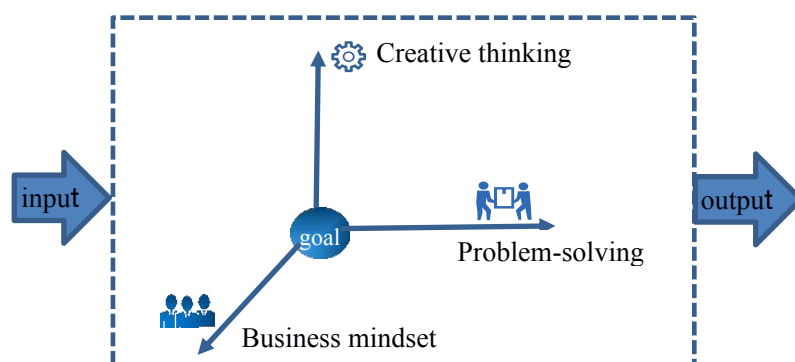 Creative thinking
input
output
goal
Problem-solving
Business mindset